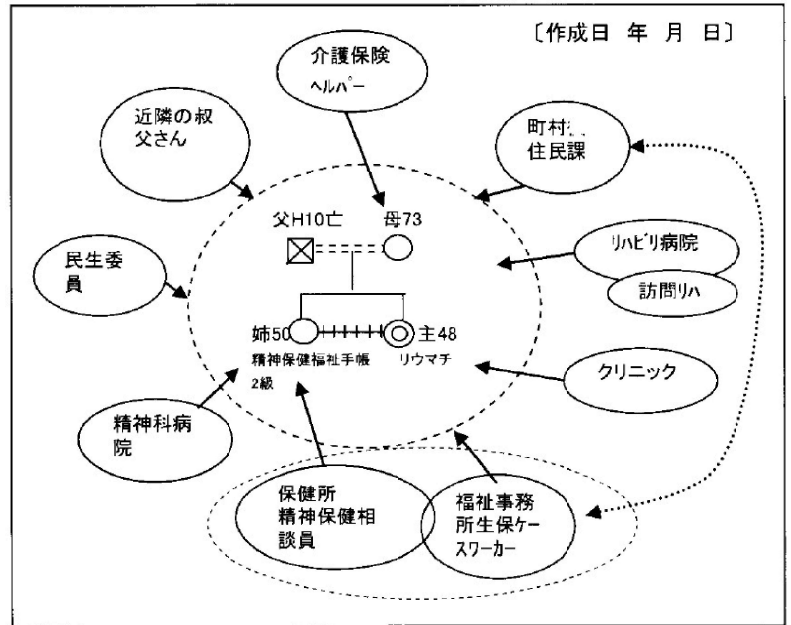 〔作成日 年 月 日〕
介護保険
ヘルパー
近隣の叔
父さん
町村
住民課
父H10亡
母73
民生委
員
リハビリ病院
訪問リハ
姉50
主48
精神保健福祉手帳
2級
リウマチ
クリニック
精神科病
院
保健所
精神保健相
談員
福祉事務
所生保ケー
スワーカー